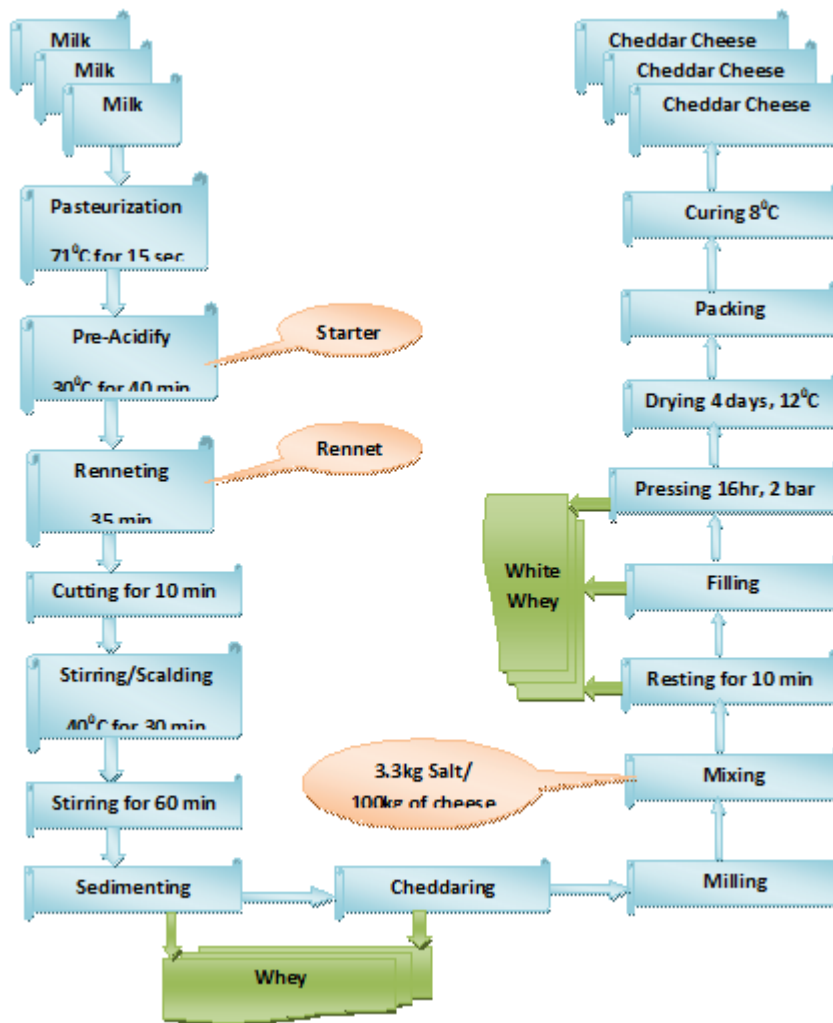 Milk
Milk
Milk
Pasteurization
71⁰C for 15 sec
Pre-Acidify
30⁰C for 40 min
Starter
Renneting
35 min
Rennet
Cutting for 10 min
Stirring/Scalding
40⁰C for 30 min
Stirring for 60 min
Sedimenting
Whey
Cheddaring
Milling
Mixing
3.3kg Salt/
100kg of cheese
Resting for 10 min
Filling
White
Whey
Pressing 16hr, 2 bar
Drying 4 days, 12⁰C
Packing
Curing 8⁰C
Cheddar Cheese
Cheddar Cheese
Cheddar Cheese